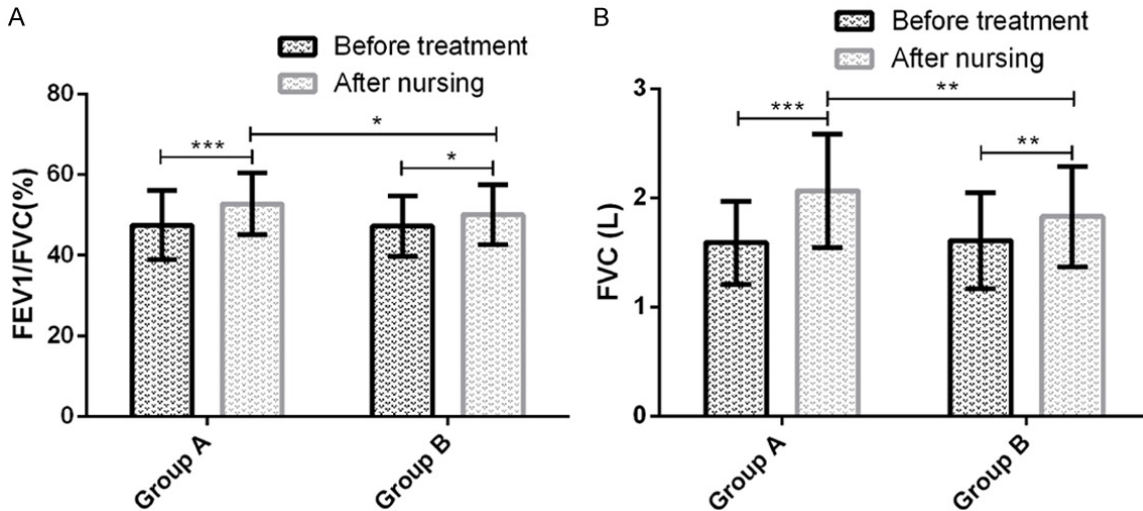 A
Before treatment
After nursing
FEV1/FVC(%)
80
60
40
20
0
***
*
*
Group A
Group B
B
Before treatment
After nursing
FVC (L)
3
2
1
0
***
**
**
Group A
Group B